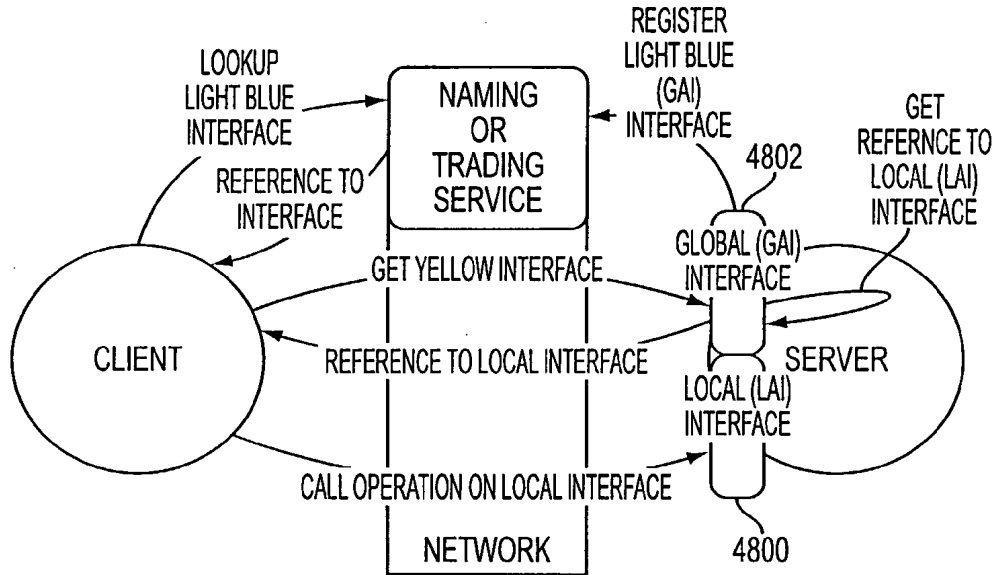 LOOKUP
LIGHT BLUE
INTERFACE
REFERENCE TO
INTERFACE
NAMING
OR
TRADING
SERVICE
REGISTER
LIGHT BLUE
(GAI)
INTERFACE
4802
GET
REFERNCE TO
LOCAL (LAI)
INTERFACE
GLOBAL (GAI)
INTERFACE
GET YELLOW INTERFACE
CLIENT
REFERENCE TO LOCAL INTERFACE
SERVER
LOCAL (LAI)
INTERFACE
CALL OPERATION ON LOCAL INTERFACE
NETWORK
4800